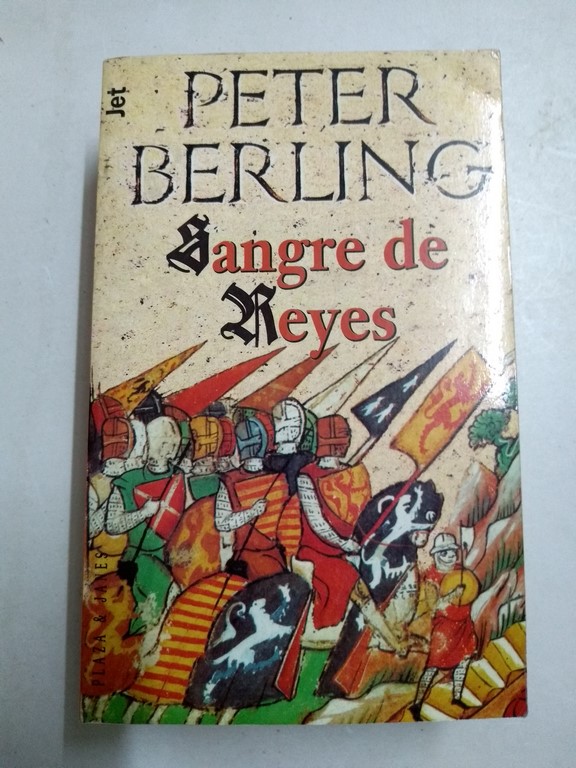 Jet
PETER
BERLING
Sangre de
Reyes
PLAZA & JANES